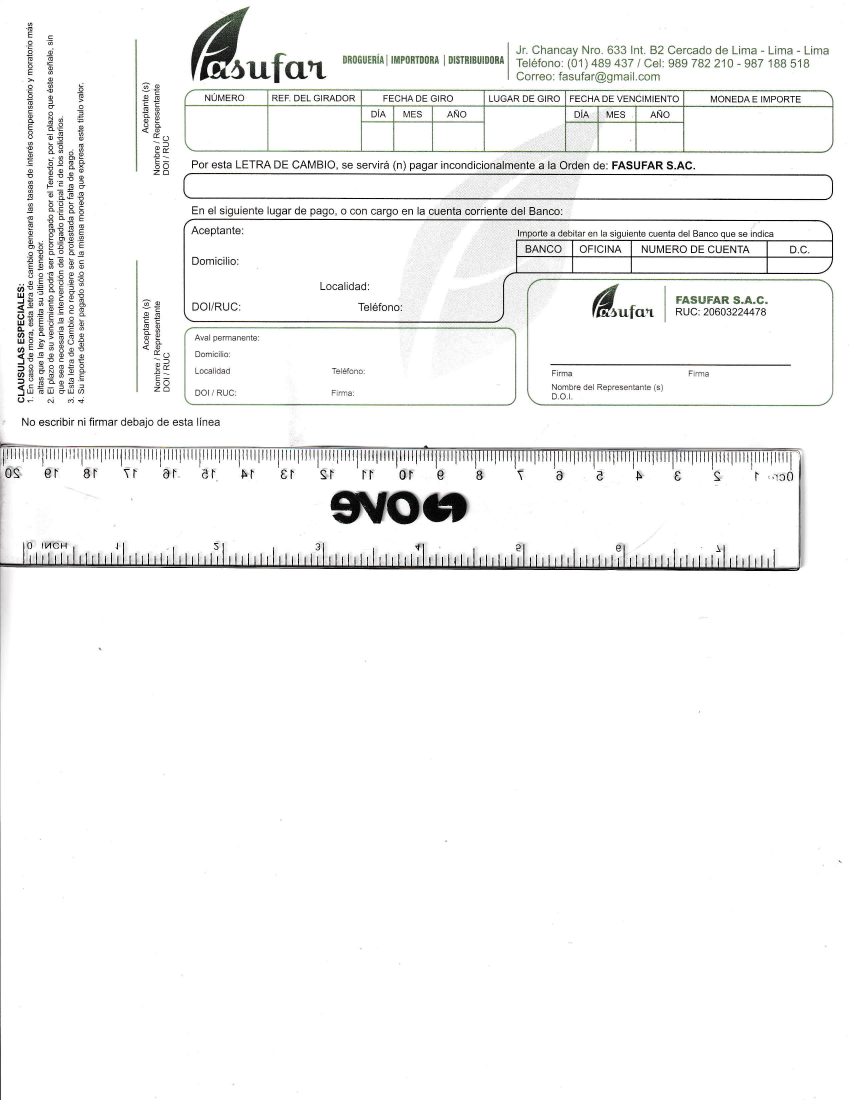 Fasufar
DROGUERÍA | IMPORTDORA | DISTRIBUIDORA
Jr. Chancay Nro. 633 Int. B2 Cercado de Lima - Lima - Lima
Teléfono: (01) 489 437 / Cel: 989 782 210 - 987 188 518
Correo: fasufar@gmail.com
NÚMERO REF. DEL GIRADOR FECHA DE GIRO LUGAR DE GIRO FECHA DE VENCIMIENTO MONEDA E IMPORTE
DÍA MES AÑO DÍA MES AÑO
Por esta LETRA DE CAMBIO, se servirá (n) pagar incondicionalmente a la Orden de: FASUFAR S.AC.
En el siguiente lugar de pago, o con cargo en la cuenta corriente del Banco:
Aceptante:
Domicilio:
Localidad:
DOI/RUC: Teléfono:
Importe a debitar en la siguiente cuenta del Banco que se indica
BANCO OFICINA NUMERO DE CUENTA D.C.
Aval permanente:
Domicilio:
Localidad Teléfono:
DOI / RUC: Firma:
Fasufar
FASUFAR S.A.C.
RUC: 20603224478
Firma Firma
Nombre del Representante (s)
D.O.I.
CLAUSULAS ESPECIALES:
1. En caso de mora, esta letra de cambio generará las tasas de interés compensatorio y moratorio más
altas que la ley permita su último tenedor.
2. El plazo de su vencimiento podrá ser prorrogado por el Tenedor, por el plazo que éste señale, sin
que sea necesaria la intervención del obligado principal ni de los solidarios.
3. Esta letra de Cambio no requiere ser protestada por falta de pago.
4. Su importe debe ser pagado sólo en la misma moneda que expresa este título valor.
Aceptante (s)
Nombre / Representante
DOI / RUC
Aceptante (s)
Nombre / Representante
DOI / RUC
No escribir ni firmar debajo de esta línea
20 19 18 17 16 15 14 13 12 11 10 9 8 7 6 5 4 3 2 1 0cm
OVE
0 INCH 1 2 3 4 5 6 7